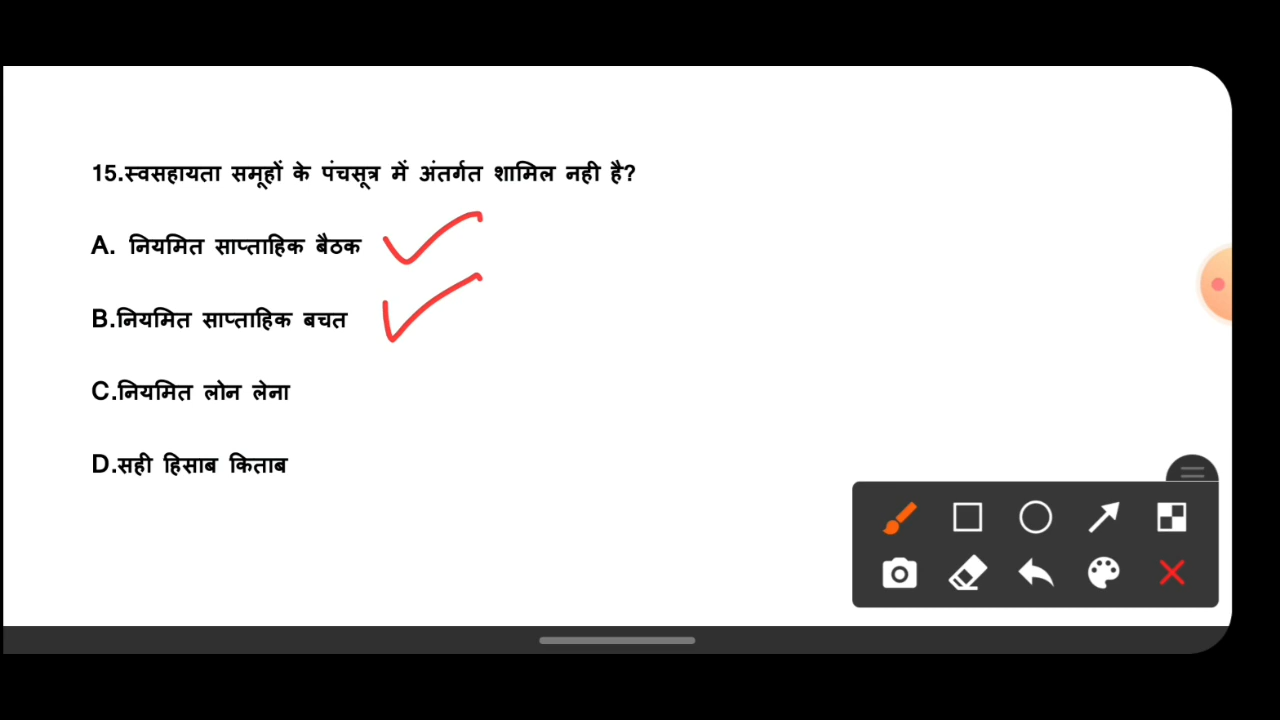 15.स्वसहायता समूहों के पंचसूत्र में अंतर्गत शामिल नही है?
A. नियमित साप्ताहिक बैठक
B.नियमित साप्ताहिक बचत
C.नियमित लोन लेना
D.सही हिसाब किताब